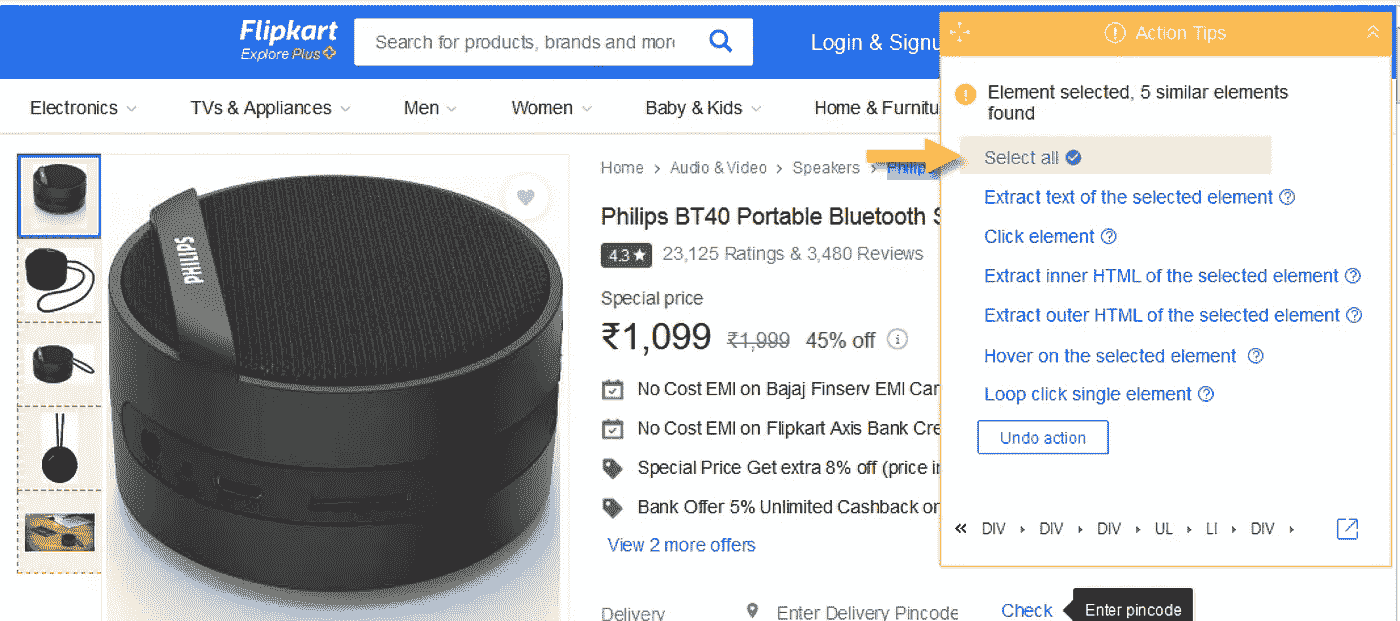 Flipkart
Explore Plus
Search for products, brands and more
Login & Signu
Action Tips
Electronics
TVs & Appliances
Men
Women
Baby & Kids
Home & Furnitu
Element selected, 5 similar elements
found
Select all
Extract text of the selected element
Click element
Extract inner HTML of the selected element
Extract outer HTML of the selected element
Hover on the selected element
Loop click single element
Undo action
« DIV DIV DIV UL LI DIV
Home > Audio & Video > Speakers > Philips
Philips BT40 Portable Bluetooth S
4.3★ 23,125 Ratings & 3,480 Reviews
Special price
₹1,099 ₹1,999 45% off
No Cost EMI on Bajaj Finserv EMI Car
No Cost EMI on Flipkart Axis Bank Cre
Special Price Get extra 8% off (price in
Bank Offer 5% Unlimited Cashback on
View 2 more offers
Delivery
Enter Delivery Pincode
Check
Enter pincode
PHILIPS